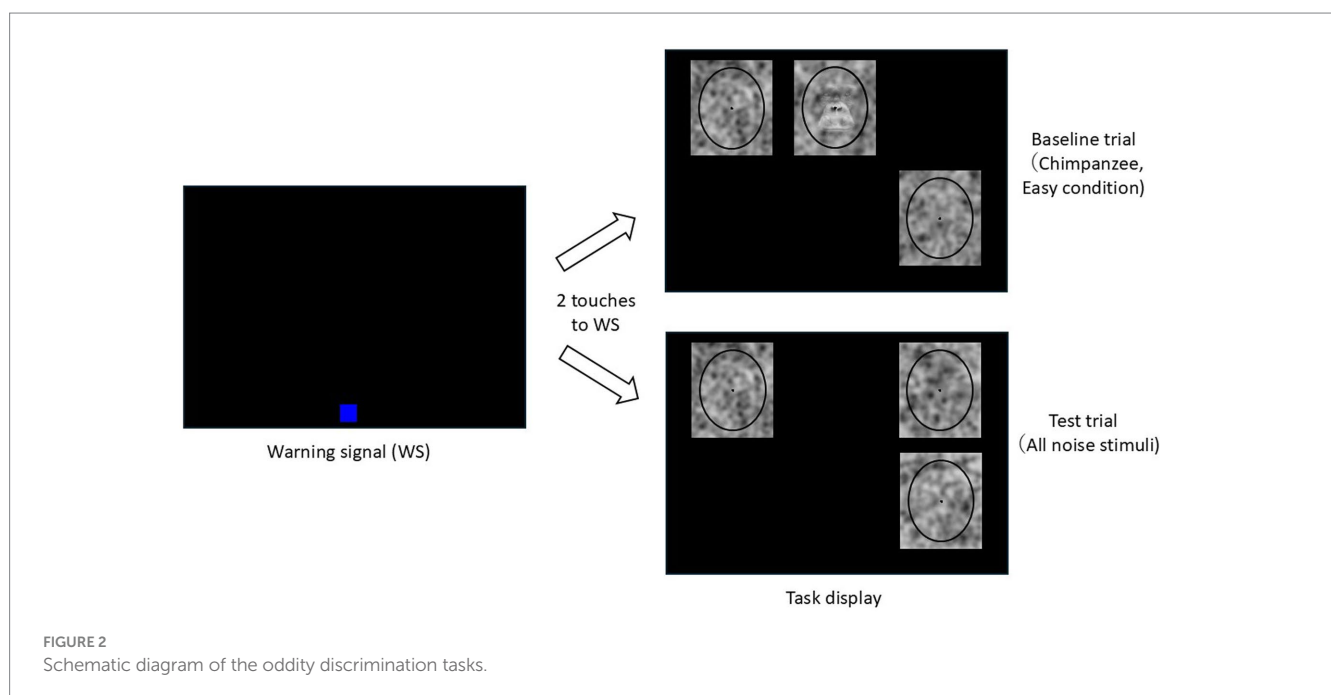 Baseline trial
（Chimpanzee,
Easy condition)
2 touches
to WS
Warning signal (WS)
Test trial
（All noise stimuli)
Task display
FIGURE 2
Schematic diagram of the oddity discrimination tasks.